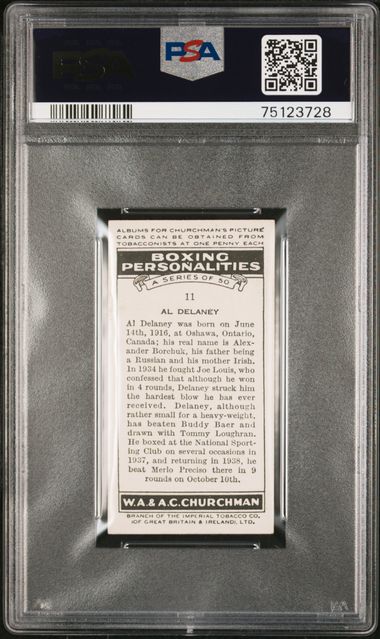 PSA
PSA
75123728
ALBUMS FOR CHURCHMAN'S PICTURE
CARDS CAN BE OBTAINED FROM
TOBACCONISTS AT ONE PENNY EACH
BOXING
PERSONALITIES
A SERIES OF 50
11
AL DELANEY
Al Delaney was born on June
14th, 1916, at Oshawa, Ontario,
Canada; his real name is Alex-
ander Borchuk, his father being
a Russian and his mother Irish.
In 1934 he fought Joe Louis, who
confessed that although he won
in 4 rounds, Delaney struck him
the hardest blow he has ever
received. Delaney, although
rather small for a heavy-weight,
has beaten Buddy Baer and
drawn with Tommy Loughran.
He boxed at the National Sport-
ing Club on several occasions in
1937, and returning in 1938, he
beat Merlo Preciso there in 9
rounds on October 10th.
W.A. & A.C. CHURCHMAN
BRANCH OF THE IMPERIAL TOBACCO CO.
(OF GREAT BRITAIN & IRELAND), LTD.